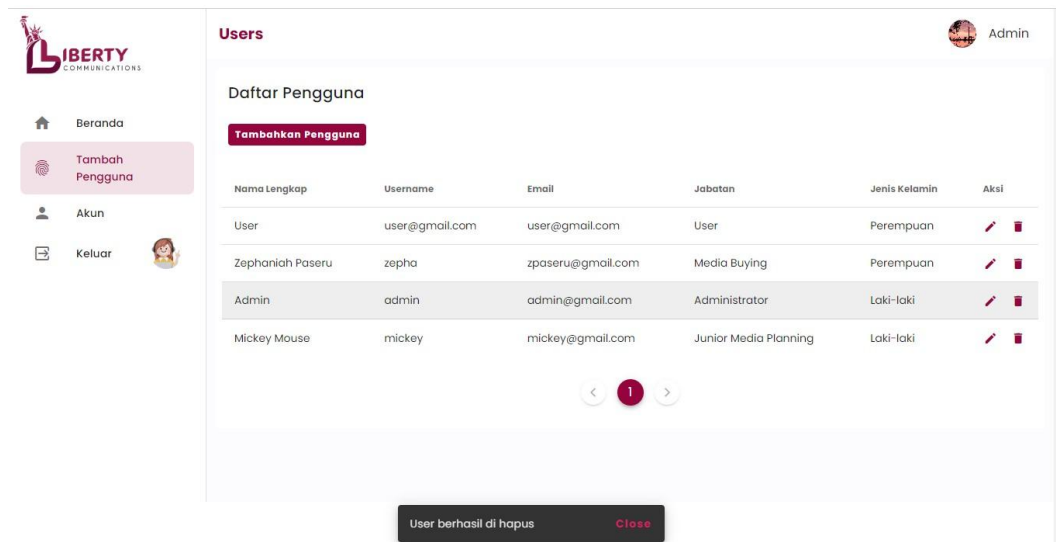 LIBERTY
COMMUNICATIONS
Users
Admin
Beranda
Tambah
Pengguna
Akun
Keluar
Daftar Pengguna
Tambahkan Pengguna
Nama Lengkap Username Email Jabatan Jenis Kelamin Aksi
User user@gmail.com user@gmail.com User Perempuan
Zephaniah Paseru zepha zpaseru@gmail.com Media Buying Perempuan
Admin admin admin@gmail.com Administrator Laki-laki
Mickey Mouse mickey mickey@gmail.com Junior Media Planning Laki-laki
< 1 >
User berhasil di hapus Close